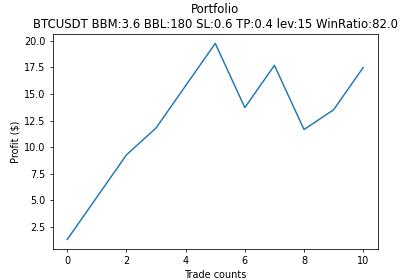 Portfolio
BTCUSDT BBM:3.6 BBL:180 SL:0.6 TP:0.4 lev:15 WinRatio:82.0
20.0
17.5
15.0
12.5
10.0
7.5
5.0
2.5
Profit ($)
0 2 4 6 8 10
Trade counts